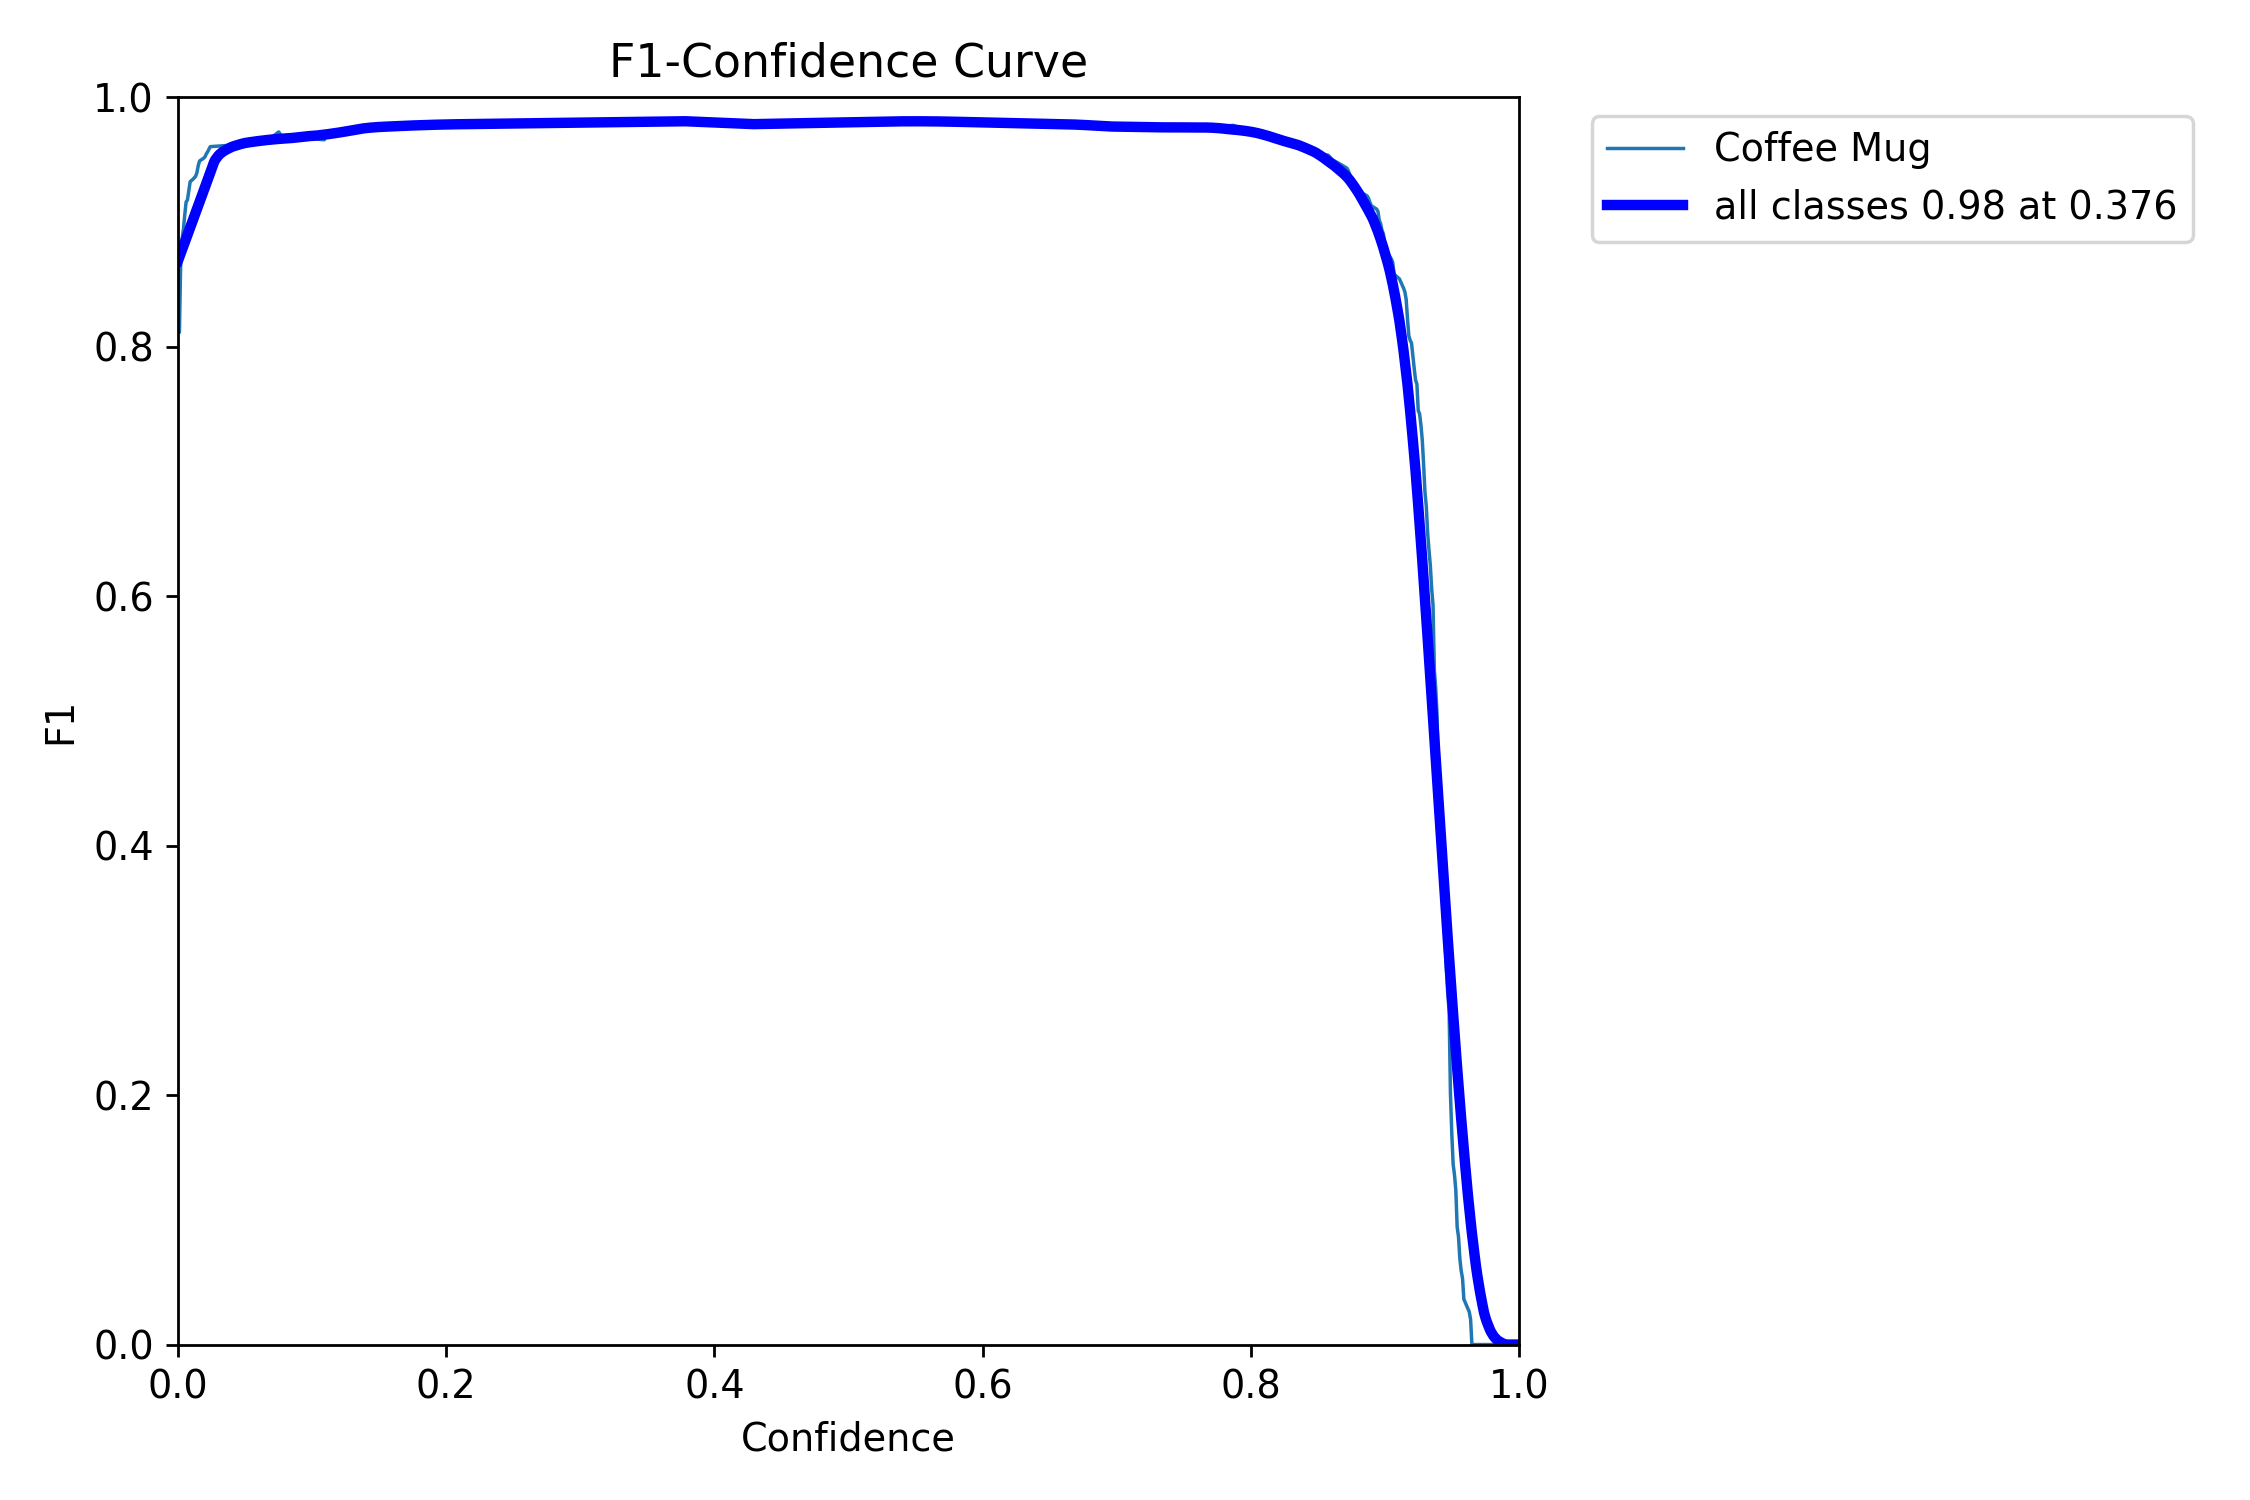 F1-Confidence Curve
Coffee Mug
all classes 0.98 at 0.376
F1
1.0
0.8
0.6
0.4
0.2
0.0
0.0 0.2 0.4 0.6 0.8 1.0
Confidence